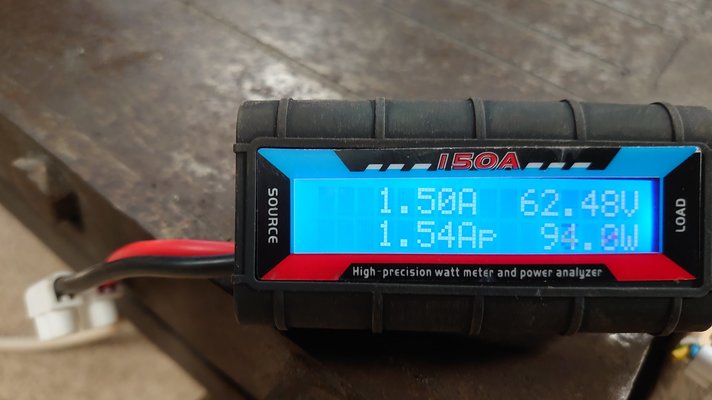 150A
SOURCE
1.50A 62.48V
1.54Ap 94.0W
LOAD
High-precision watt meter and power analyzer